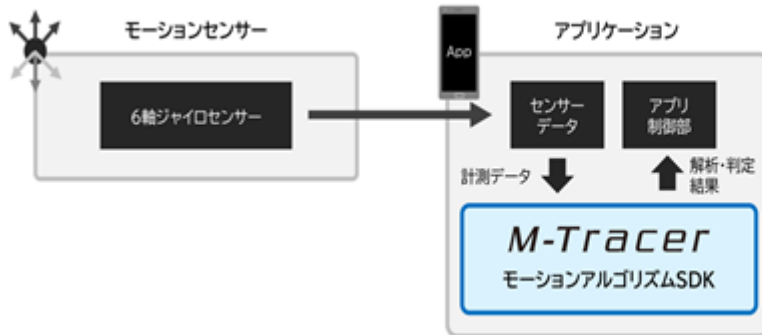 モーションセンサー
6軸ジャイロセンサー
アプリケーション
App
センサー
データ
アプリ
制御部
計測データ
解析・判定
結果
M-Tracer
モーションアルゴリズムSDK